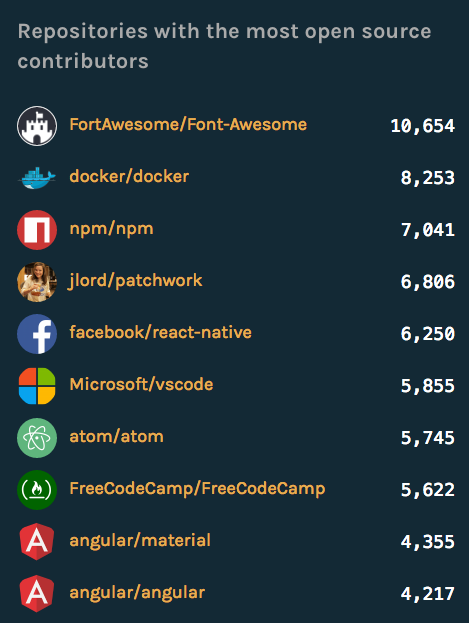 Repositories with the most open source
contributors
FortAwesome/Font-Awesome 10,654
docker/docker 8,253
npm/npm 7,041
jlord/patchwork 6,806
facebook/react-native 6,250
Microsoft/vscode 5,855
atom/atom 5,745
FreeCodeCamp/FreeCodeCamp 5,622
angular/material 4,355
angular/angular 4,217